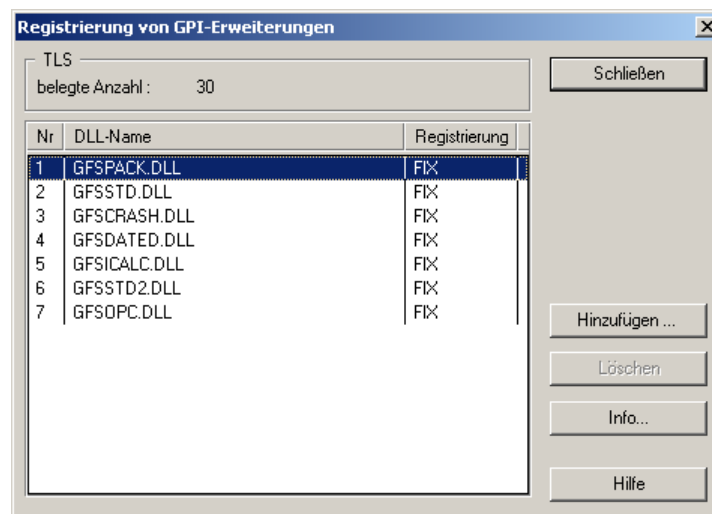 Registrierung von GPI-Erweiterungen
TLS
belegte Anzahl : 30
Schließen
Nr DLL-Name Registrierung
1 GFSPACK.DLL FIX
2 GFSSTD.DLL FIX
3 GFSCRASH.DLL FIX
4 GFSDATED.DLL FIX
5 GFSICALC.DLL FIX
6 GFSSTD2.DLL FIX
7 GFSOPC.DLL FIX
Hinzufügen ...
Löschen
Info...
Hilfe